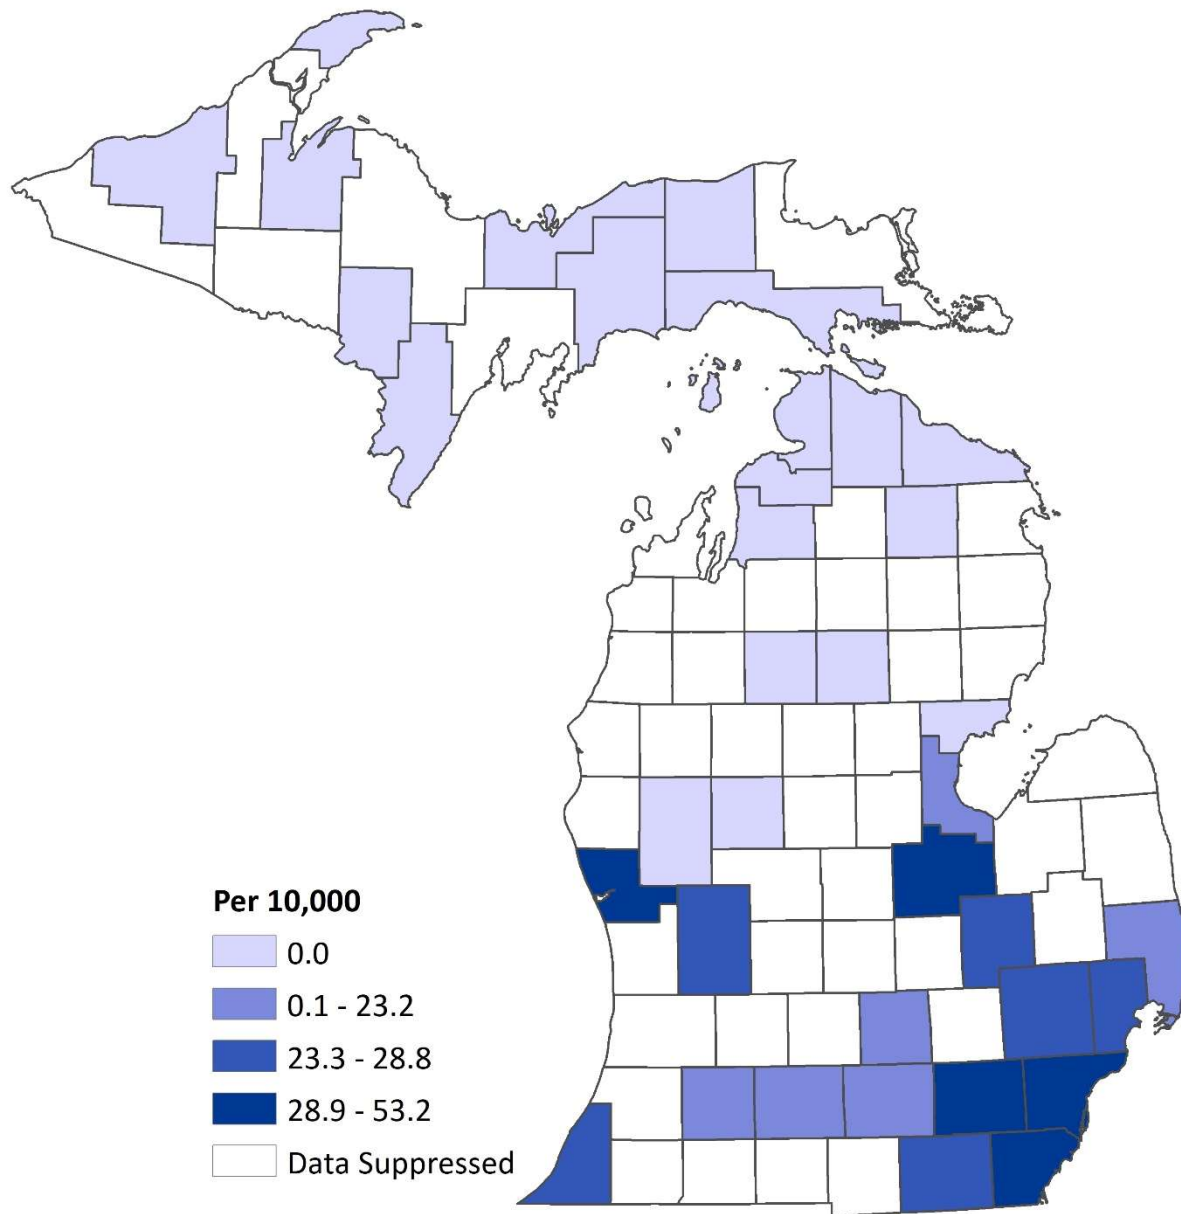 Per 10,000
0.0
0.1 - 23.2
23.3 - 28.8
28.9 - 53.2
Data Suppressed